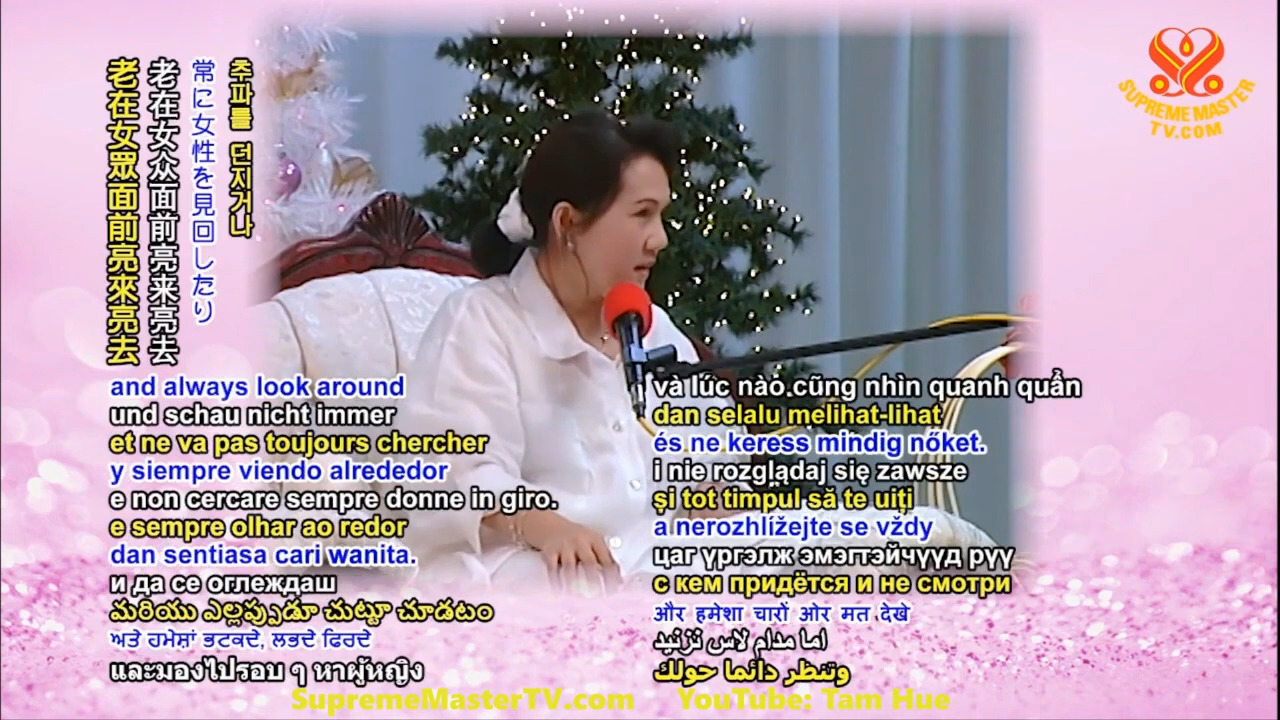 추파를 던지거나
常に女性を見回したり
老在女众面前亮来亮去
老在女眾面前亮來亮去
SUPREME MASTER
TV.COM
and always look around
und schau nicht immer
et ne va pas toujours chercher
y siempre viendo alrededor
e non cercare sempre donne in giro.
e sempre olhar ao redor
dan sentiasa cari wanita.
и да се оглеждаш
మరియు ఎల్లప్పుడూ చుట్టూ చూడటం
ਅਤੇ ਹਮੇਸ਼ਾਂ ਭਟਕਦੇ, ਲਭਦੇ ਫਿਰਦੇ
และมองไปรอบ ๆ หาผู้หญิง
và lúc nào cũng nhìn quanh quẩn
dan selalu melihat-lihat
és ne keress mindig nőket.
i nie rozglądaj się zawsze
și tot timpul să te uiți
a nerozhlížejte se vždy
цаг үргэлж эмэгтэйчүүд рүү
с кем придётся и не смотри
और हमेशा चारों ओर मत देखे
اما مدام لاس نزنید
وتنظر دائما حولك
SupremeMasterTV.com YouTube: Tam Hue